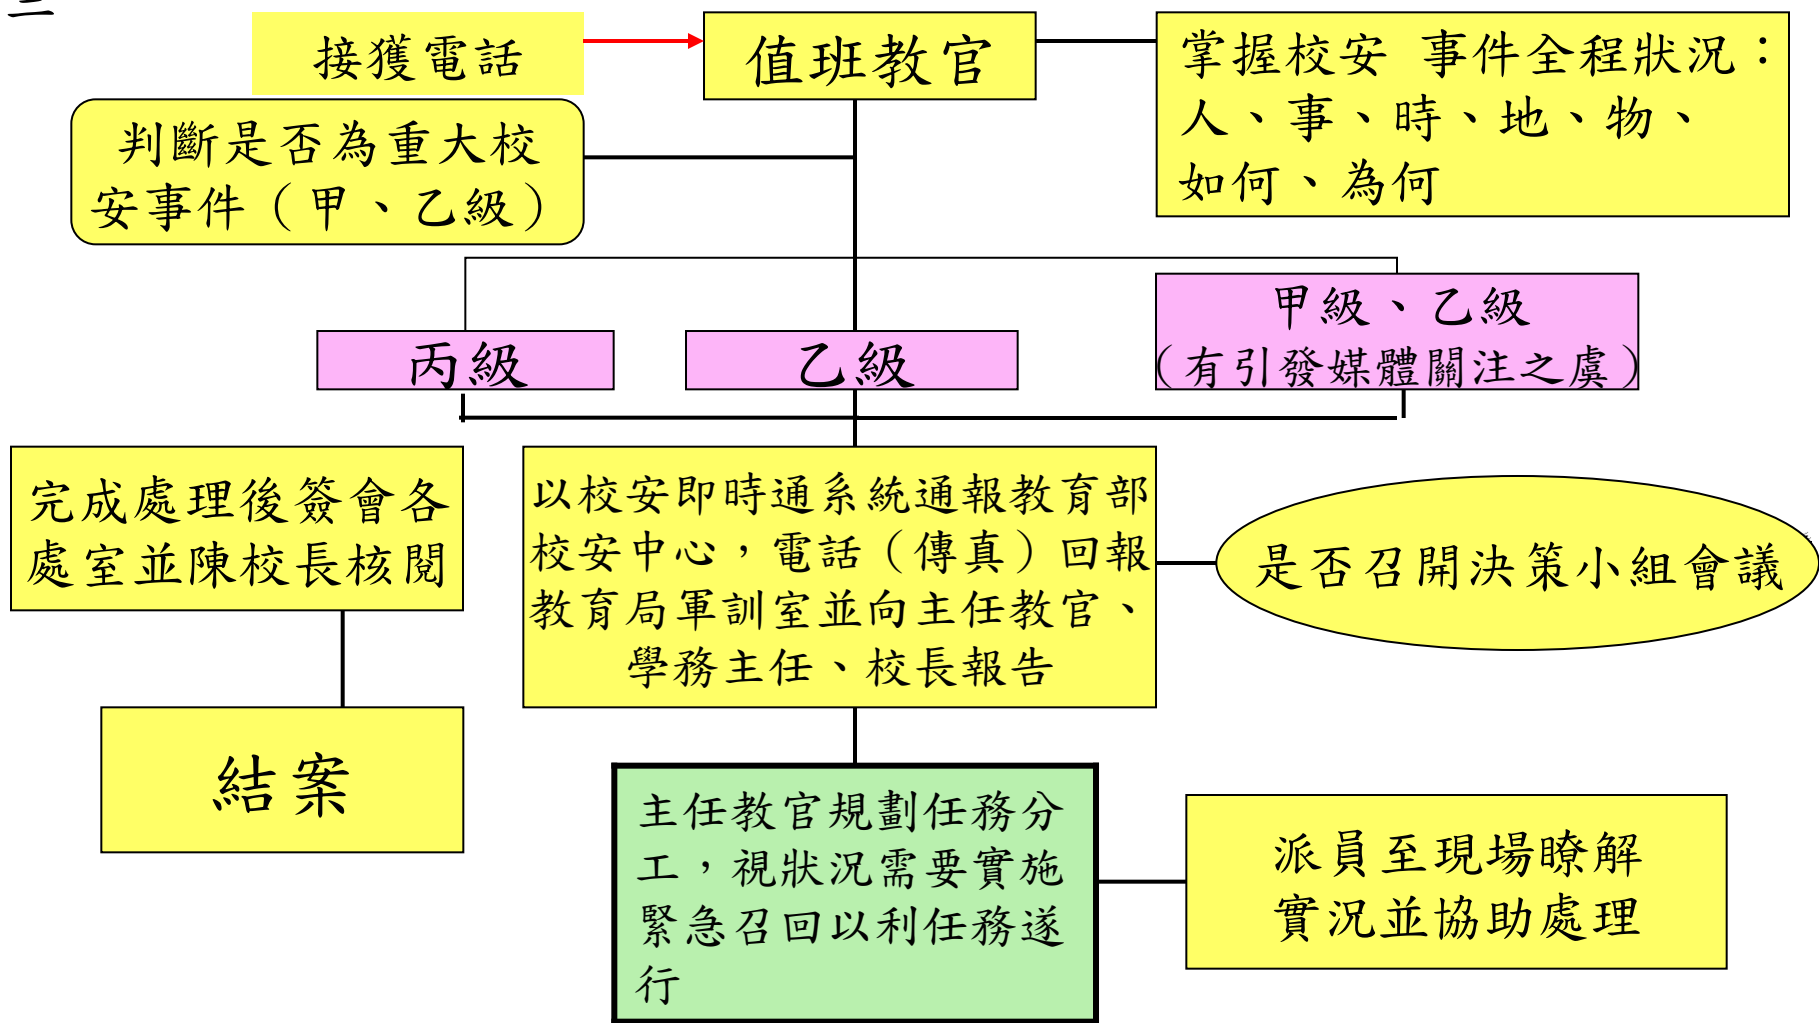 接獲電話
值班教官
掌握校安 事件全程狀況：
人、事、時、地、物、
如何、為何
判斷是否為重大校
安事件（甲、乙級）
丙級
乙級
甲級、乙級
（有引發媒體關注之虞）
完成處理後簽會各
處室並陳校長核閱
以校安即時通系統通報教育部
校安中心，電話（傳真）回報
教育局軍訓室並向主任教官、
學務主任、校長報告
是否召開決策小組會議
結案
主任教官規劃任務分
工，視狀況需要實施
緊急召回以利任務遂
行
派員至現場瞭解
實況並協助處理